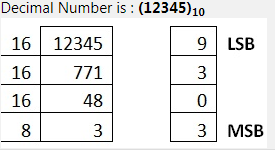 Decimal Number is : (12345)₁₀
16 12345 9 LSB
16 771 3
16 48 0
8 3 3 MSB